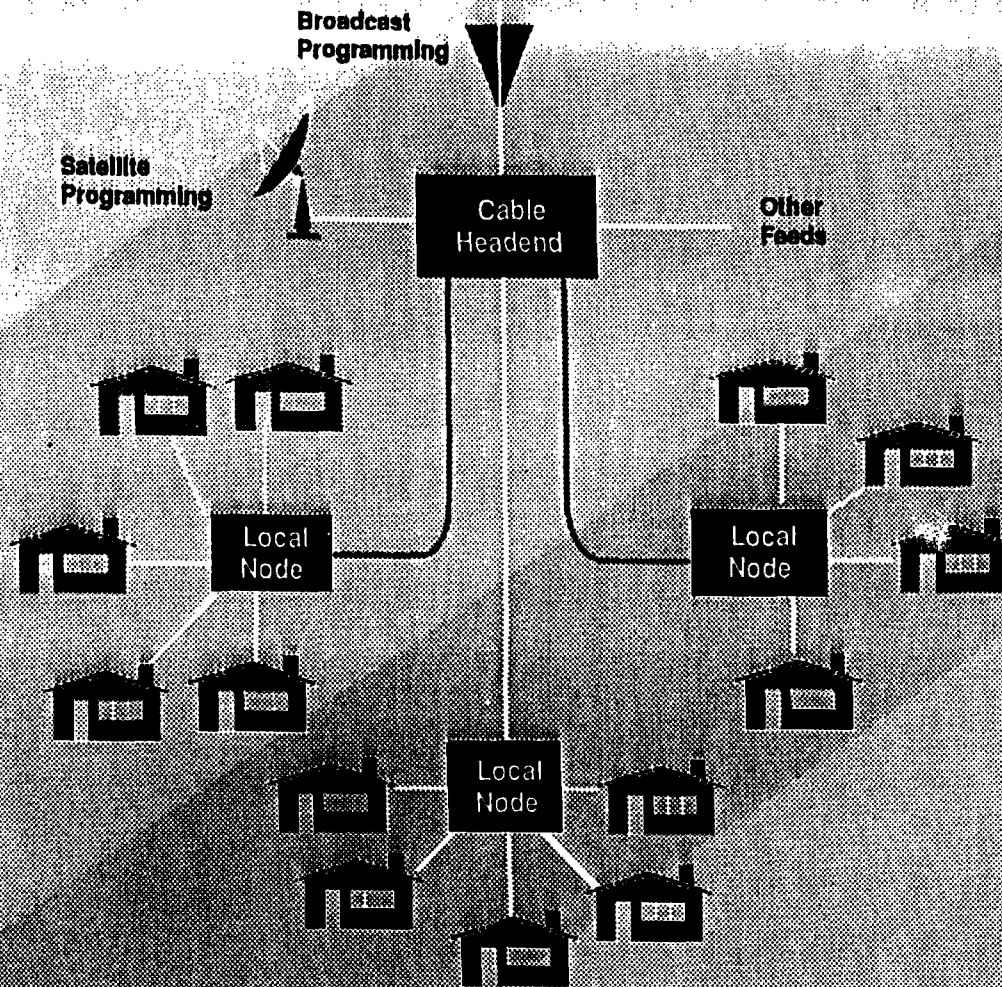 Broadcast
Programming
Satellite
Programming
Cable
Headend
Other
Feeds
Local
Node
Local
Node
Local
Node